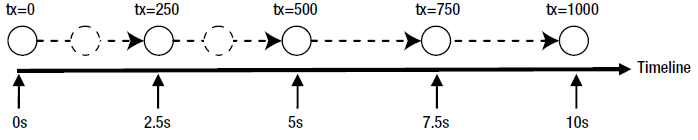 tx=0 tx=250 tx=500 tx=750 tx=1000
Timeline
0s 2.5s 5s 7.5s 10s